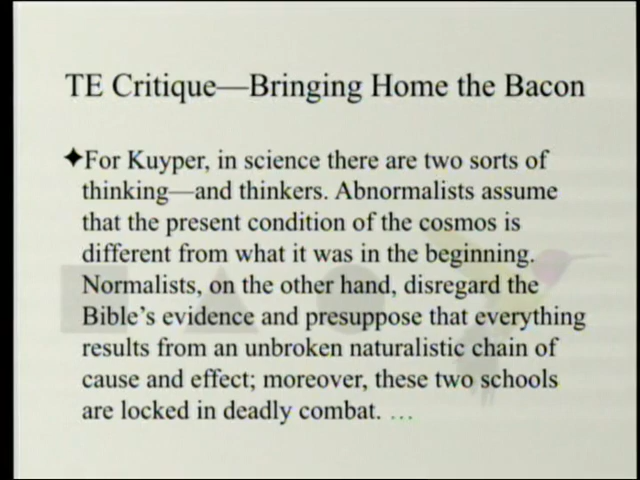 TE Critique—Bringing Home the Bacon
✦For Kuyper, in science there are two sorts of
thinking—and thinkers. Abnormalists assume
that the present condition of the cosmos is
different from what it was in the beginning.
Normalists, on the other hand, disregard the
Bible’s evidence and presuppose that everything
results from an unbroken naturalistic chain of
cause and effect; moreover, these two schools
are locked in deadly combat. …